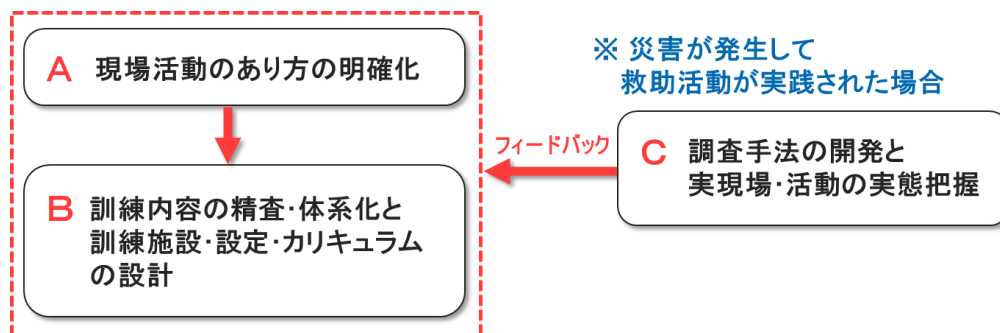 A 現場活動のあり方の明確化
※ 災害が発生して
救助活動が実践された場合
フィードバック
C 調査手法の開発と
実現場･活動の実態把握
B 訓練内容の精査･体系化と
訓練施設･設定･カリキュラム
の設計